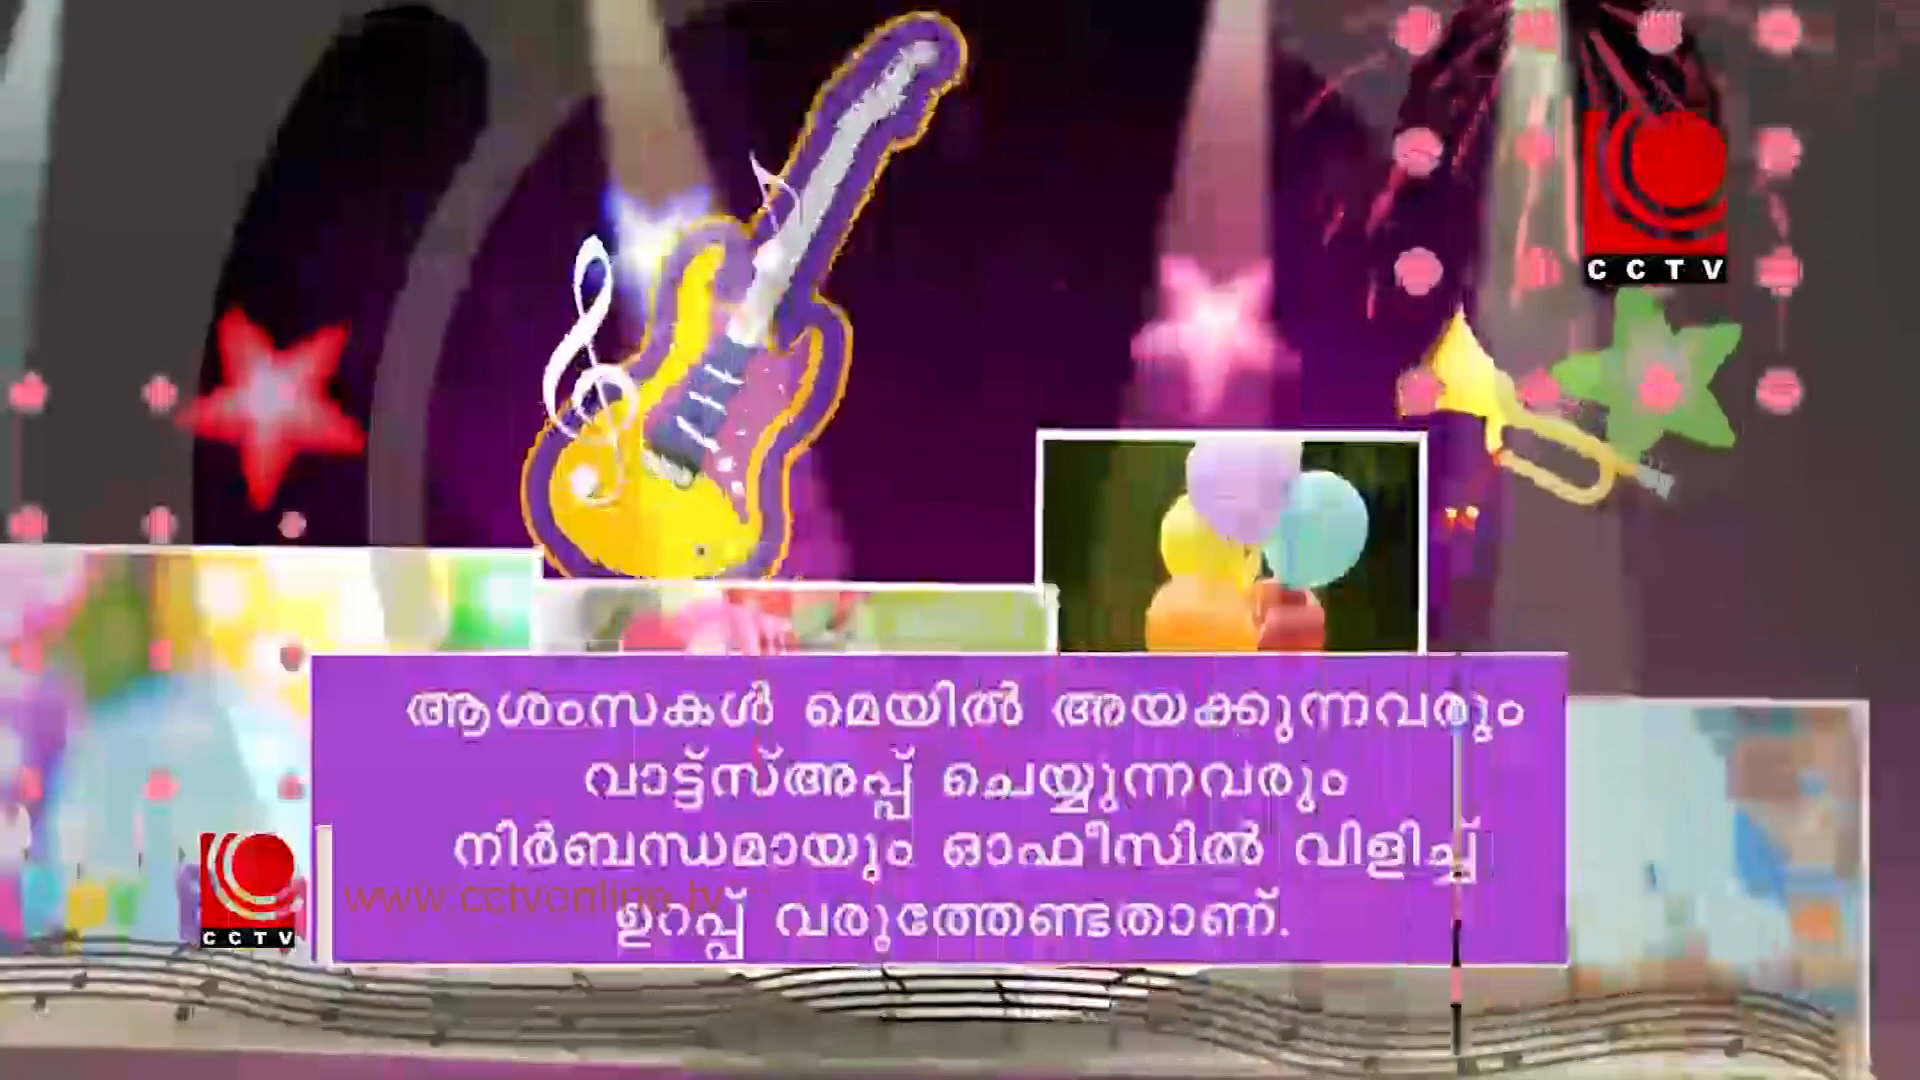 CCTV
ആശംസകൾ മെയിൽ അയക്കുന്നവരും
വാട്ട്സ്അപ്പ് ചെയ്യുന്നവരും
നിർബന്ധമായും ഓഫീസിൽ വിളിച്ച്
www.cctvonline.tv
ഉറപ്പ് വരുത്തേണ്ടതാണ്.
CCTV